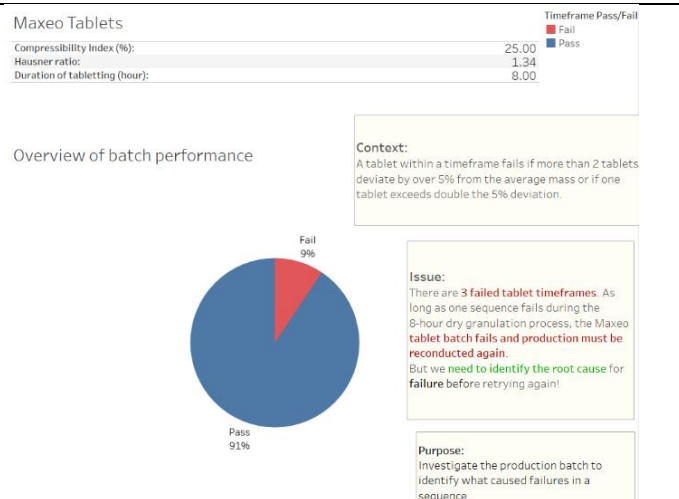 Maxeo Tablets
Timeframe Pass/Fail
Fail
Pass
Compressibility Index (%): 25.00
Hausner ratio: 1.34
Duration of tabletting (hour): 8.00
Overview of batch performance
Context:
A tablet within a timeframe fails if more than 2 tablets
deviate by over 5% from the average mass or if one
tablet exceeds double the 5% deviation.
Fail
9%
Issue:
There are 3 failed tablet timeframes. As
long as one sequence fails during the
8-hour dry granulation process, the Maxeo
tablet batch fails and production must be
reconducted again.
But we need to identify the root cause for
failure before retrying again!
Pass
91%
Purpose:
Investigate the production batch to
identify what caused failures in a
sequence